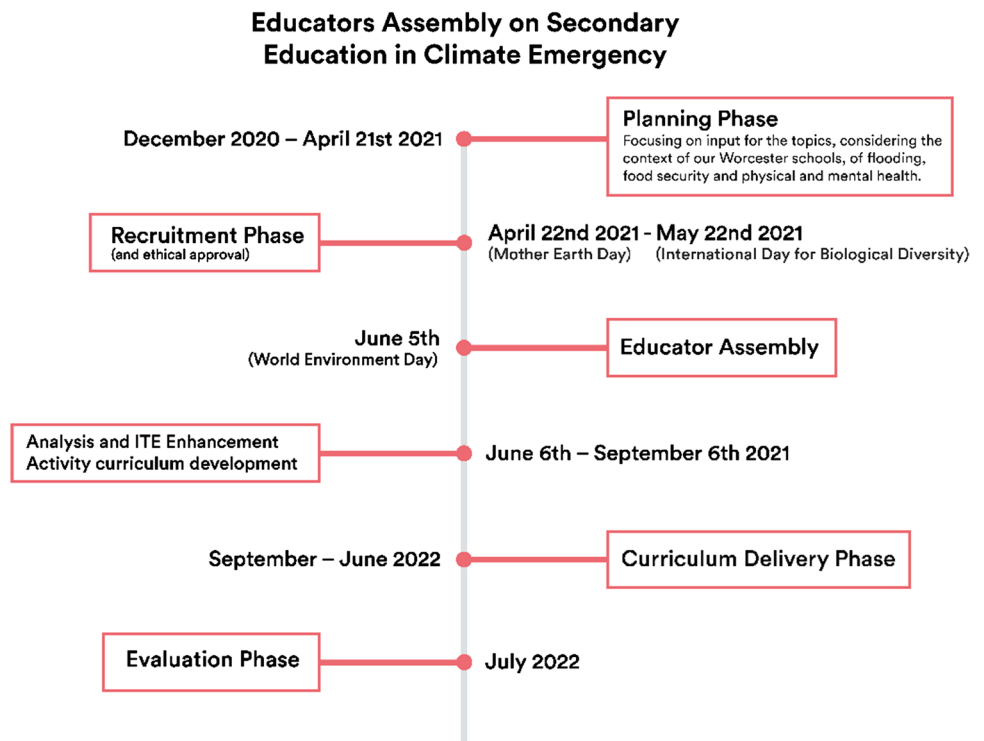 Educators Assembly on Secondary
Education in Climate Emergency
December 2020 – April 21st 2021
Planning Phase
Focusing on input for the topics, considering the
context of our Worcester schools, of flooding,
food security and physical and mental health.
Recruitment Phase
(and ethical approval)
April 22nd 2021 - May 22nd 2021
(Mother Earth Day) (International Day for Biological Diversity)
June 5th
(World Environment Day)
Educator Assembly
Analysis and ITE Enhancement
Activity curriculum development
June 6th – September 6th 2021
September – June 2022
Curriculum Delivery Phase
Evaluation Phase
July 2022